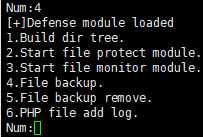 Num:4
[+]Defense module loaded
1.Build dir tree.
2.Start file protect module.
3.Start file monitor module.
4.File backup.
5.File backup remove.
6.PHP file add log.
Num: